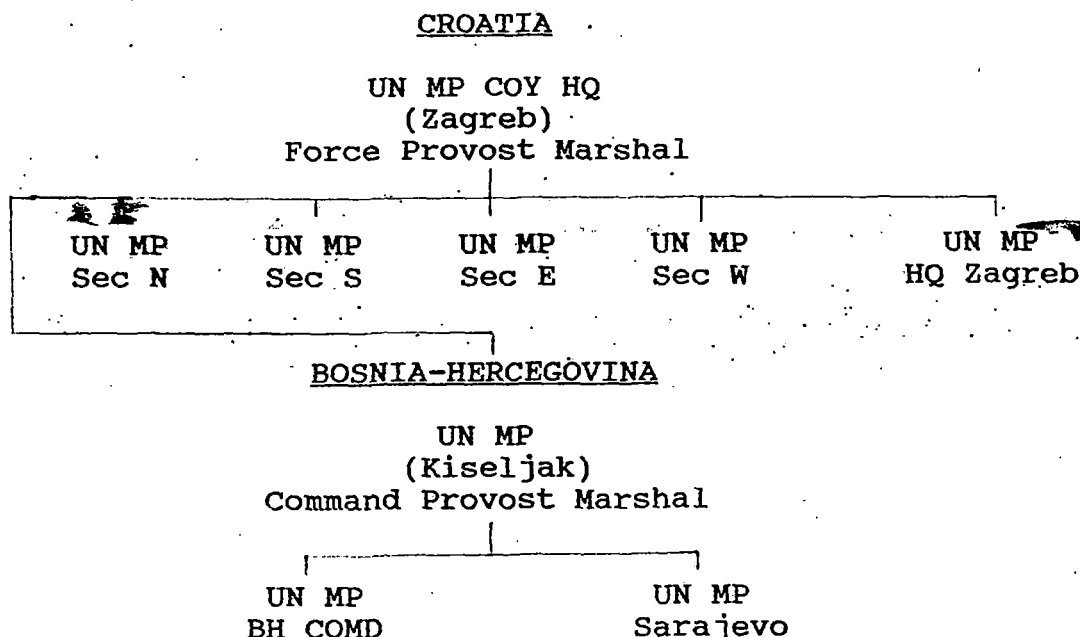 CROATIA
UN MP COY HQ
(Zagreb)
Force Provost Marshal
UN MP UN MP UN MP UN MP UN MP
Sec N Sec S Sec E Sec W HQ Zagreb
BOSNIA-HERCEGOVINA
UN MP
(Kiseljak)
Command Provost Marshal
UN MP UN MP
BH COMD Sarajevo